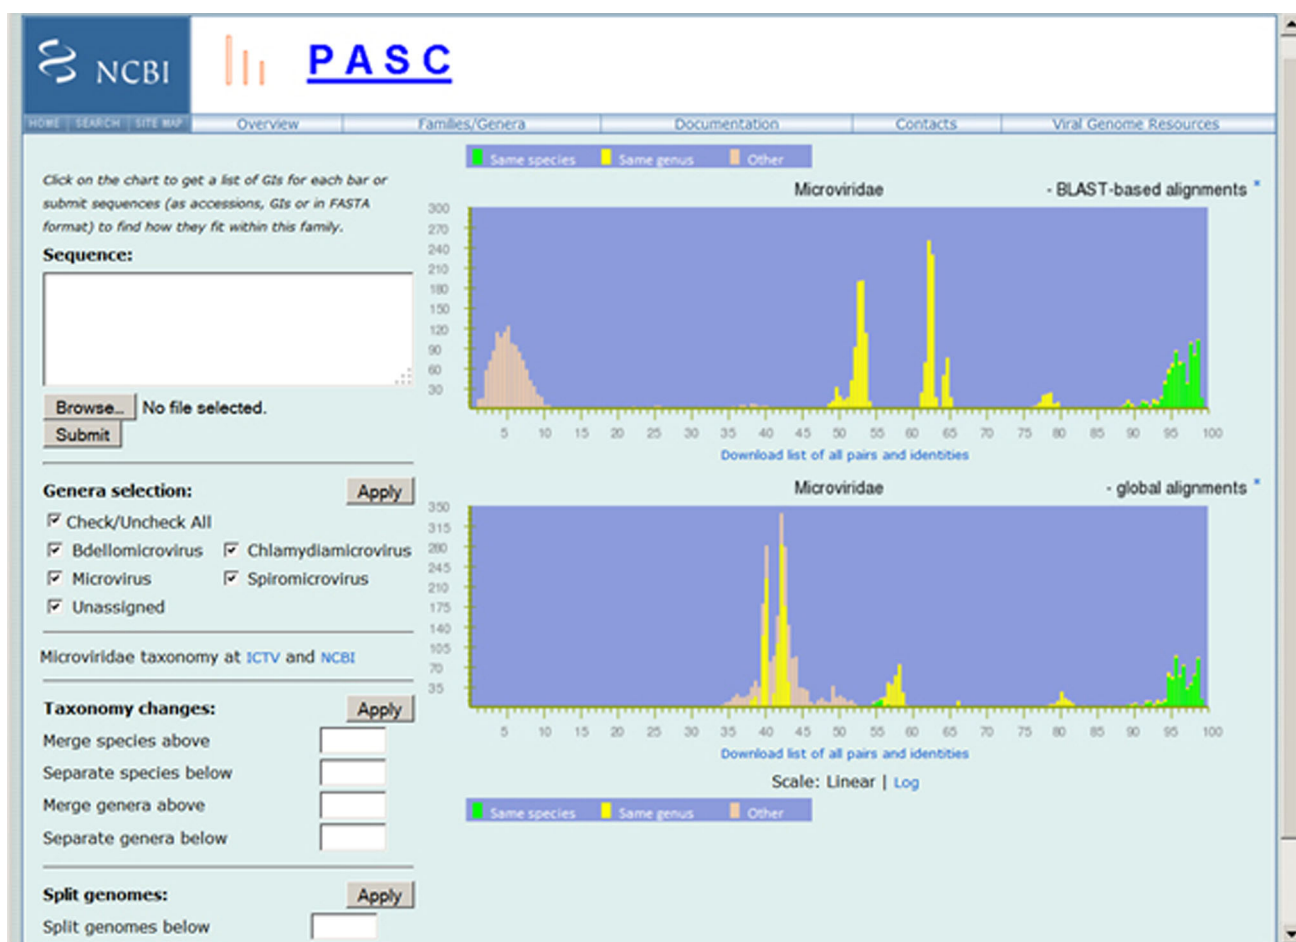 NCBI
PASC
HOME SEARCH SITE MAP Overview Families/Genera Documentation Contacts Viral Genome Resources
Click on the chart to get a list of GIs for each bar or
submit sequences (as accessions, GIs or in FASTA
format) to find how they fit within this family.
Sequence:
Browse... No file selected.
Submit
Genera selection: Apply
Check/Uncheck All
Bdellomicrovirus Chlamydiamicrovirus
Microvirus Spiromicrovirus
Unassigned
Microviridae taxonomy at ICTV and NCBI
Taxonomy changes: Apply
Merge species above
Separate species below
Merge genera above
Separate genera below
Split genomes: Apply
Split genomes below
Same species Same genus Other
Microviridae - BLAST-based alignments *
300
270
240
210
180
150
120
90
60
30
5 10 15 20 25 30 35 40 45 50 55 60 65 70 75 80 85 90 95 100
Download list of all pairs and identities
Microviridae - global alignments *
350
315
280
245
210
175
140
105
70
35
5 10 15 20 25 30 35 40 45 50 55 60 65 70 75 80 85 90 95 100
Download list of all pairs and identities
Scale: Linear | Log
Same species Same genus Other